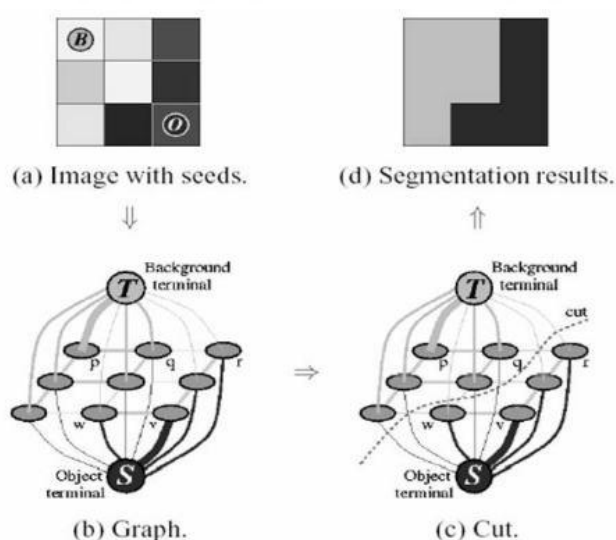 B
O
(a) Image with seeds.
(d) Segmentation results.
Background
terminal
T
p
q
r
w
v
Object
terminal
S
(b) Graph.
Background
terminal
T
cut
p
q
r
w
v
Object
terminal
S
(c) Cut.